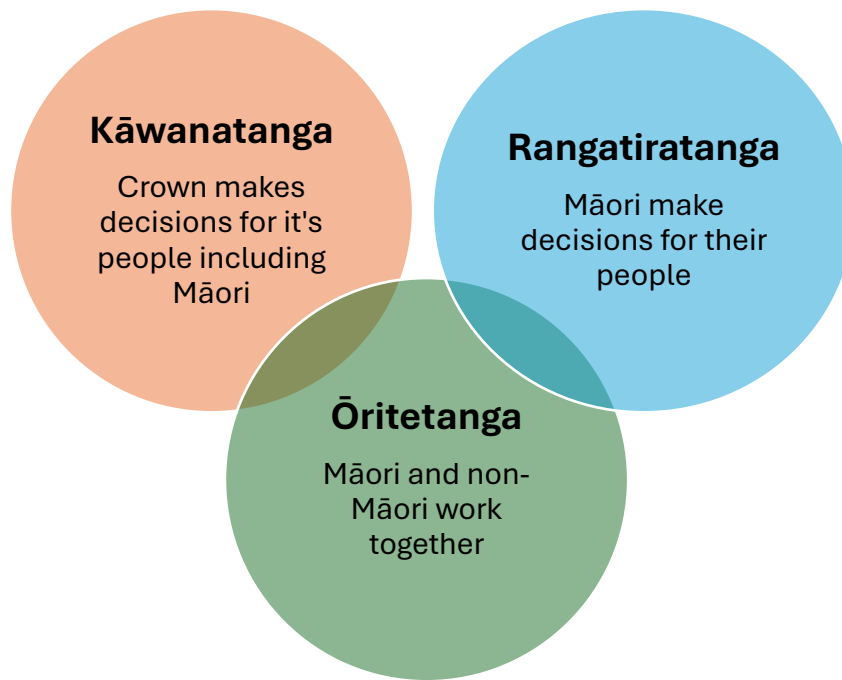 Kāwanatanga
Crown makes
decisions for it's
people including
Māori
Rangatiratanga
Māori make
decisions for their
people
Ōritetanga
Māori and non-
Māori work
together